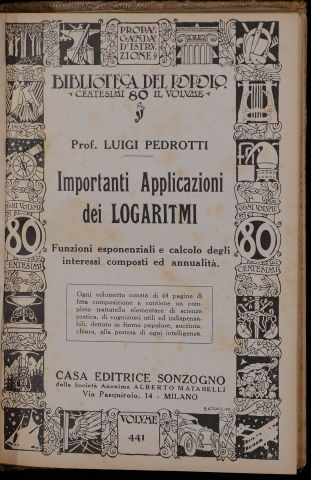 PROPA-
GANDA
D'ISTRU-
ZIONE
BIBLIOTECA DEL POPOLO
CENTESIMI 80 IL VOLUME
Prof. LUIGI PEDROTTI
Importanti Applicazioni
dei LOGARITMI
Funzioni esponenziali e calcolo degli
interessi composti ed annualità.
OGNI VOLUME
80
CENTESIMI
OGNI VOLUME
80
CENTESIMI
Ogni volumetto consta di 64 pagine di
fitta composizione e contiene un com-
pleto trattatello elementare di scienza
pratica, di cognizioni utili ed indispensa-
bili, dettato in forma popolare, succinta,
chiara, alla portata di ogni intelligenza.
CASA EDITRICE SONZOGNO
della Società Anonima ALBERTO MATARELLI
Via Pasquirolo, 14 - MILANO
VOLUME
441